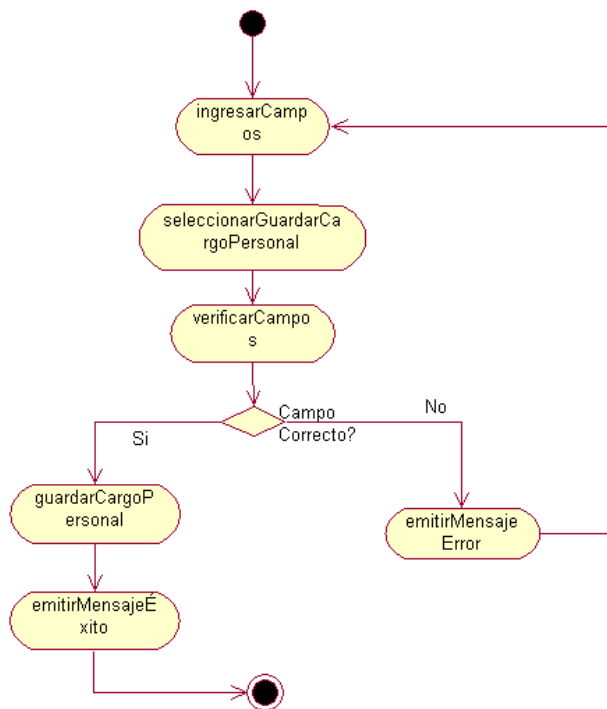 ingresarCamp
os
seleccionarGuardarCa
rgoPersonal
verificarCampo
s
Campo
Correcto?
Si
No
guardarCargoP
ersonal
emitirMensaje
Error
emitirMensajeÉ
xito